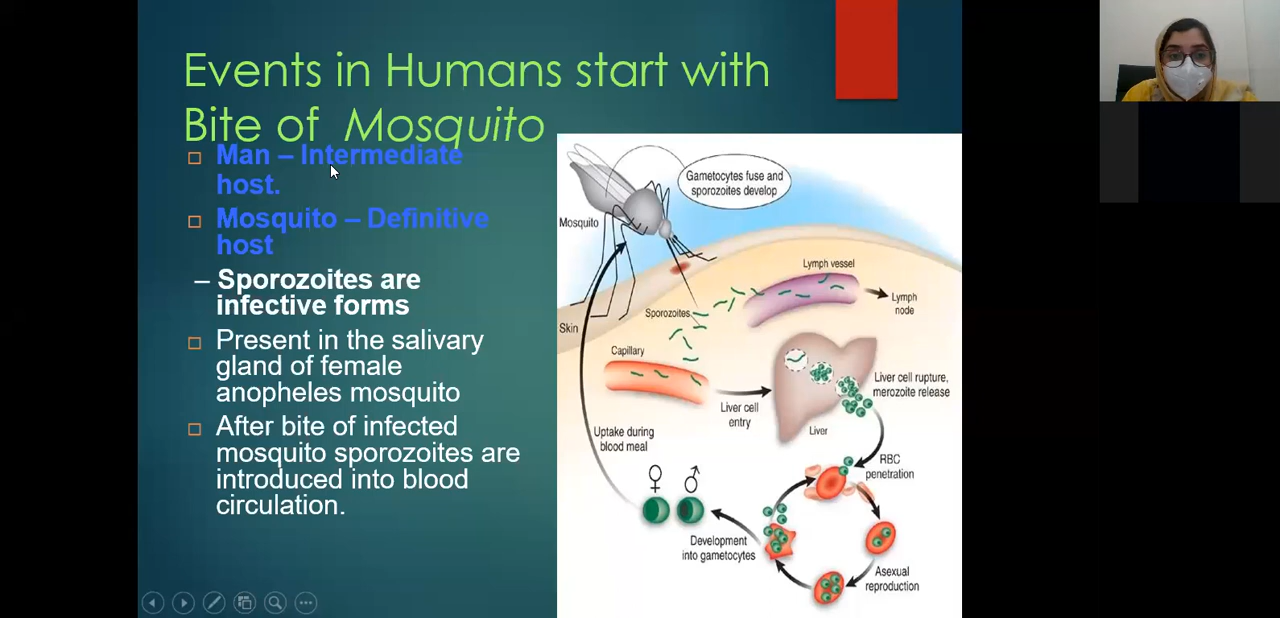 Events in Humans start with
Bite of Mosquito
Man – Intermediate
host.
Mosquito – Definitive
host
– Sporozoites are
infective forms
Present in the salivary
gland of female
anopheles mosquito
After bite of infected
mosquito sporozoites are
introduced into blood
circulation.
Gametocytes fuse and
sporozoites develop
Mosquito
Lymph vessel
Lymph
node
Sporozoites
Skin
Capillary
Liver cell
entry
Liver
Liver cell rupture,
merozoite release
Uptake during
blood meal
RBC
penetration
♀ ♂
Development
into gametocytes
Asexual
reproduction